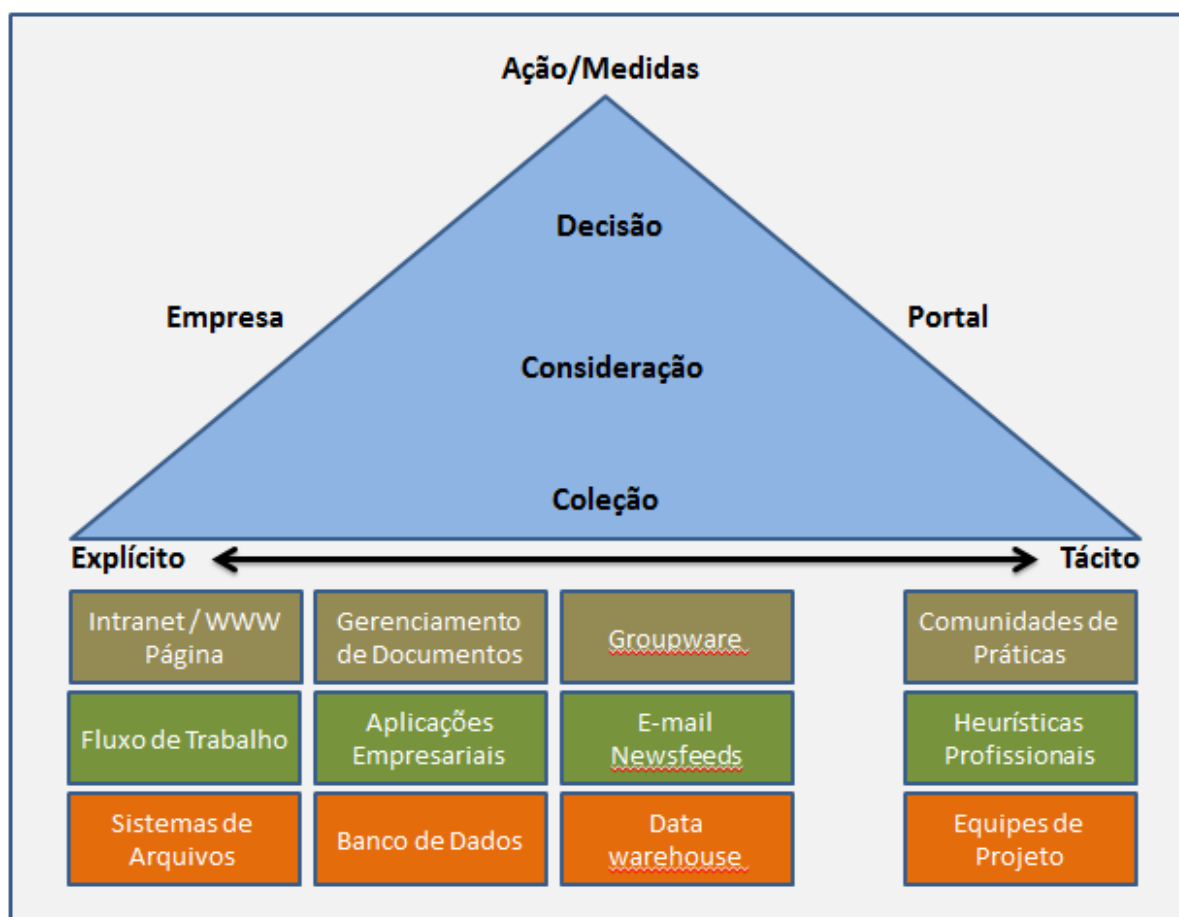 Ação/Medidas
Decisão
Empresa
Portal
Consideração
Coleção
Explícito
Tácito
Intranet / WWW
Página
Gerenciamento
de Documentos
Groupware
Comunidades de
Práticas
Fluxo de Trabalho
Aplicações
Empresariais
E-mail
Newsfeeds
Heurísticas
Profissionais
Sistemas de
Arquivos
Banco de Dados
Data
warehouse
Equipes de
Projeto